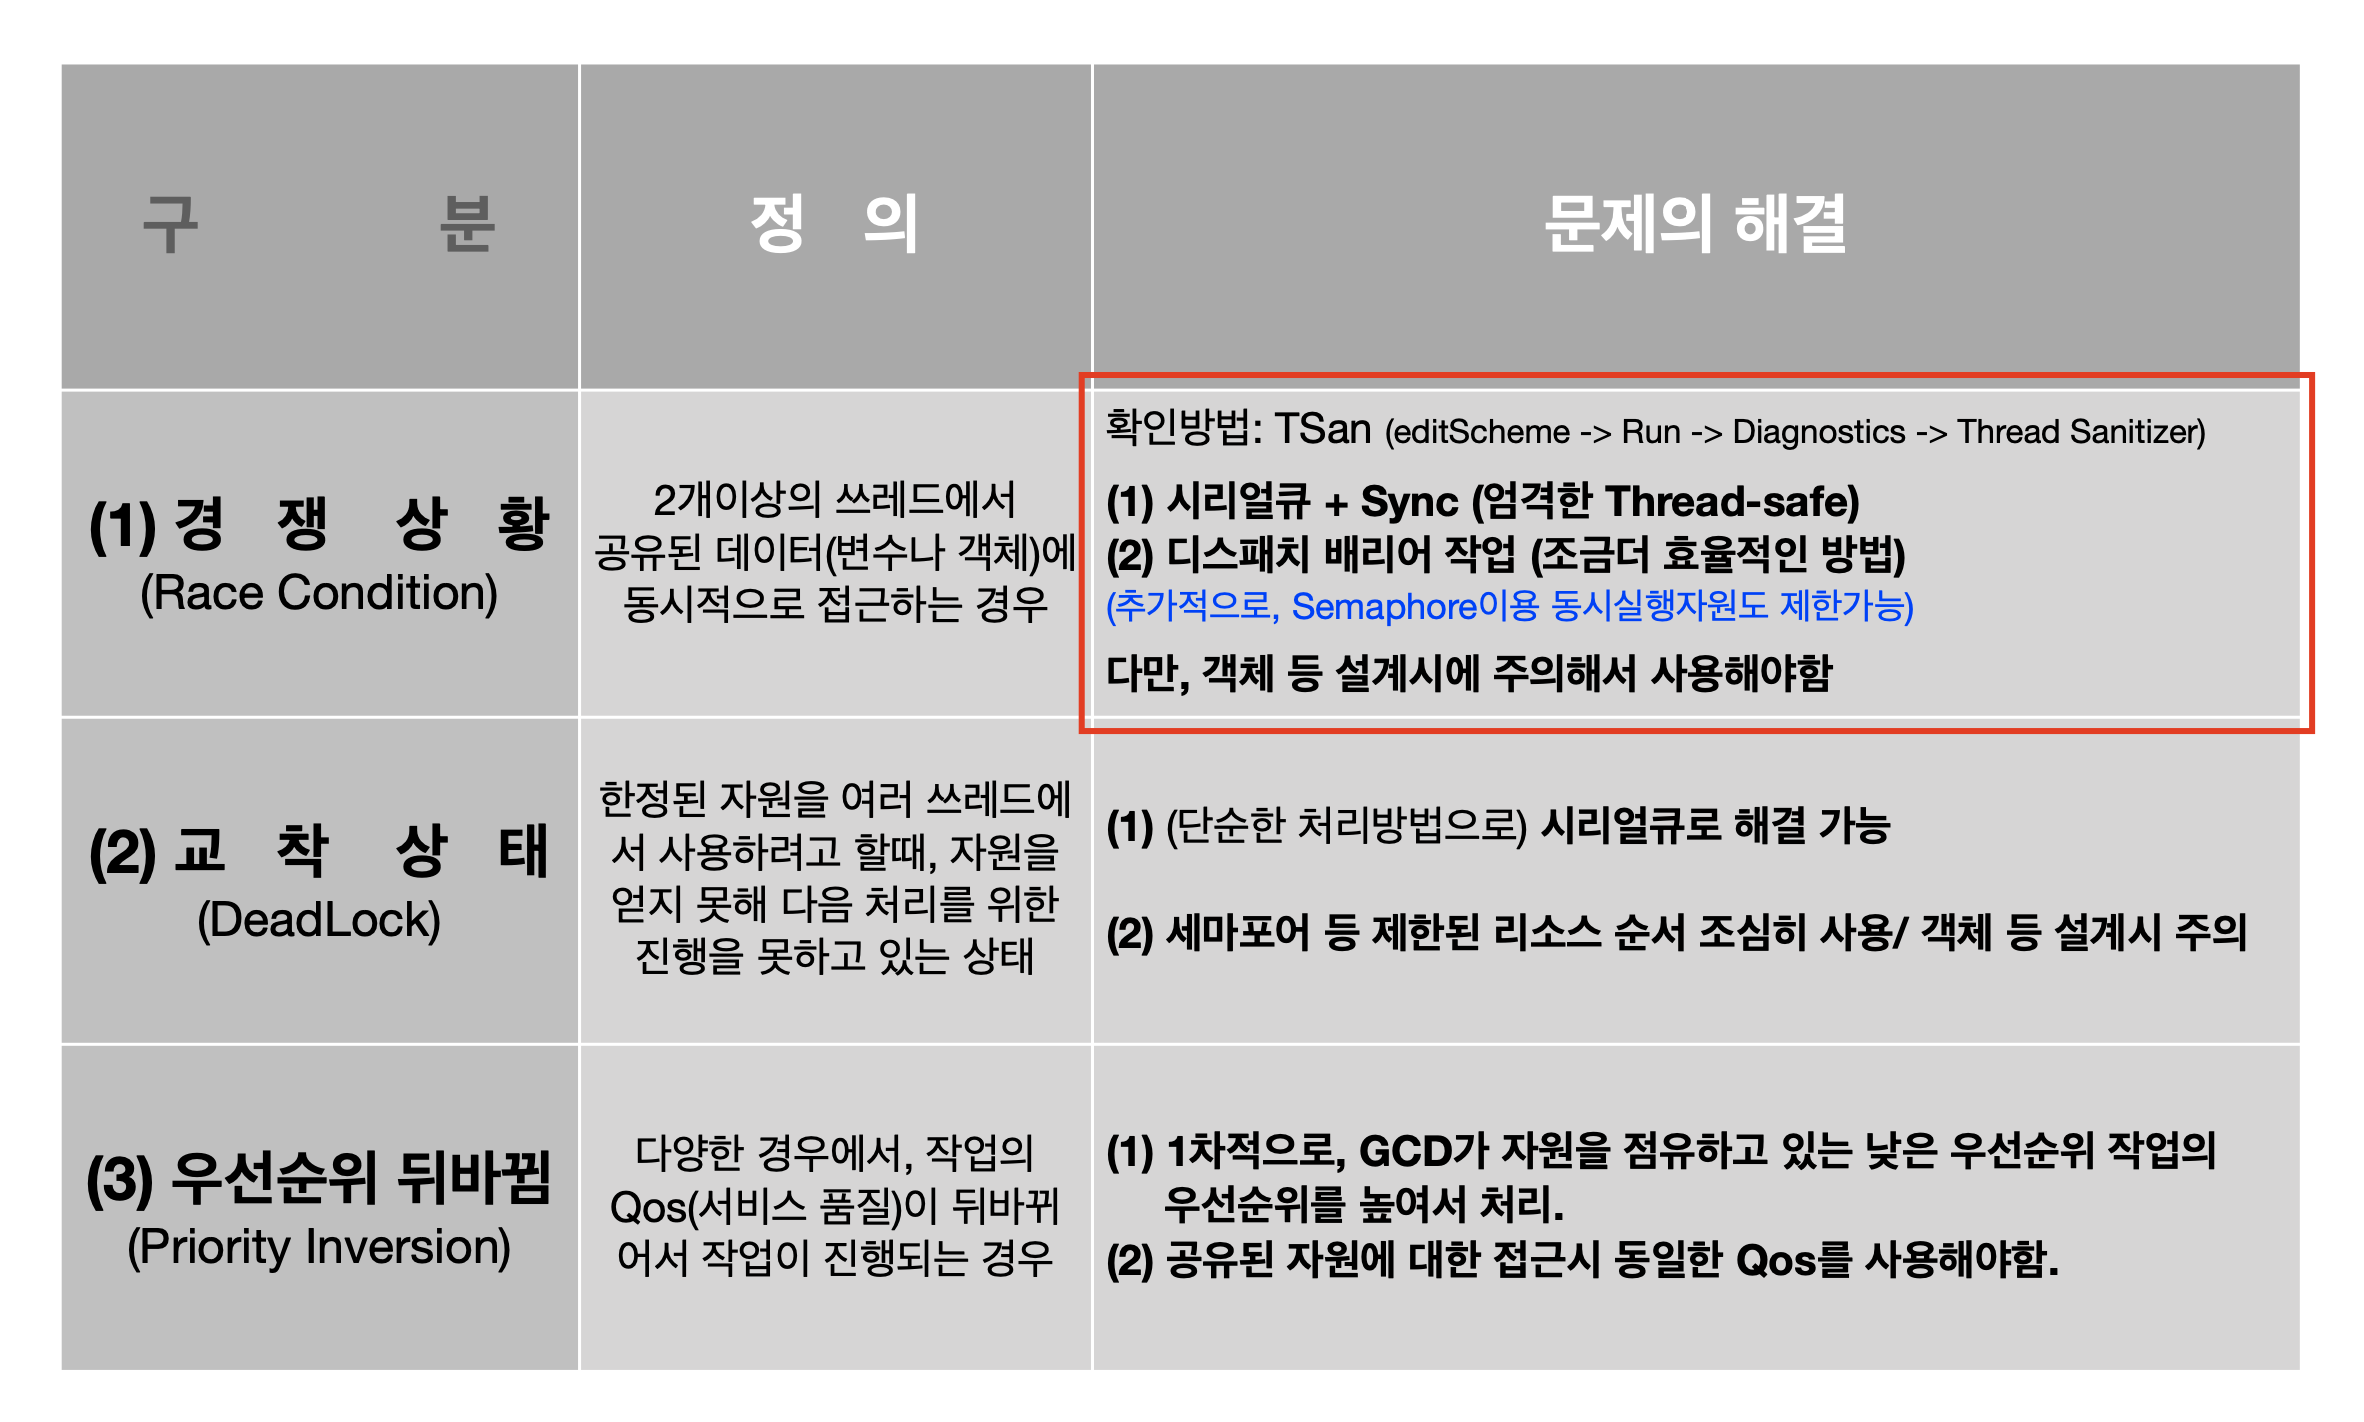 구 분
정 의
문제의 해결
(1) 경 쟁 상 황
(Race Condition)
2개이상의 쓰레드에서
공유된 데이터(변수나 객체)에
동시적으로 접근하는 경우
확인방법: TSan (editScheme -> Run -> Diagnostics -> Thread Sanitizer)
(1) 시리얼큐 + Sync (엄격한 Thread-safe)
(2) 디스패치 배리어 작업 (조금더 효율적인 방법)
(추가적으로, Semaphore이용 동시실행자원도 제한가능)
다만, 객체 등 설계시에 주의해서 사용해야함
(2) 교 착 상 태
(DeadLock)
한정된 자원을 여러 쓰레드에
서 사용하려고 할때, 자원을
얻지 못해 다음 처리를 위한
진행을 못하고 있는 상태
(1) (단순한 처리방법으로) 시리얼큐로 해결 가능
(2) 세마포어 등 제한된 리소스 순서 조심히 사용/ 객체 등 설계시 주의
(3) 우선순위 뒤바뀜
(Priority Inversion)
다양한 경우에서, 작업의
Qos(서비스 품질)이 뒤바뀌
어서 작업이 진행되는 경우
(1) 1차적으로, GCD가 자원을 점유하고 있는 낮은 우선순위 작업의
우선순위를 높여서 처리.
(2) 공유된 자원에 대한 접근시 동일한 Qos를 사용해야함.